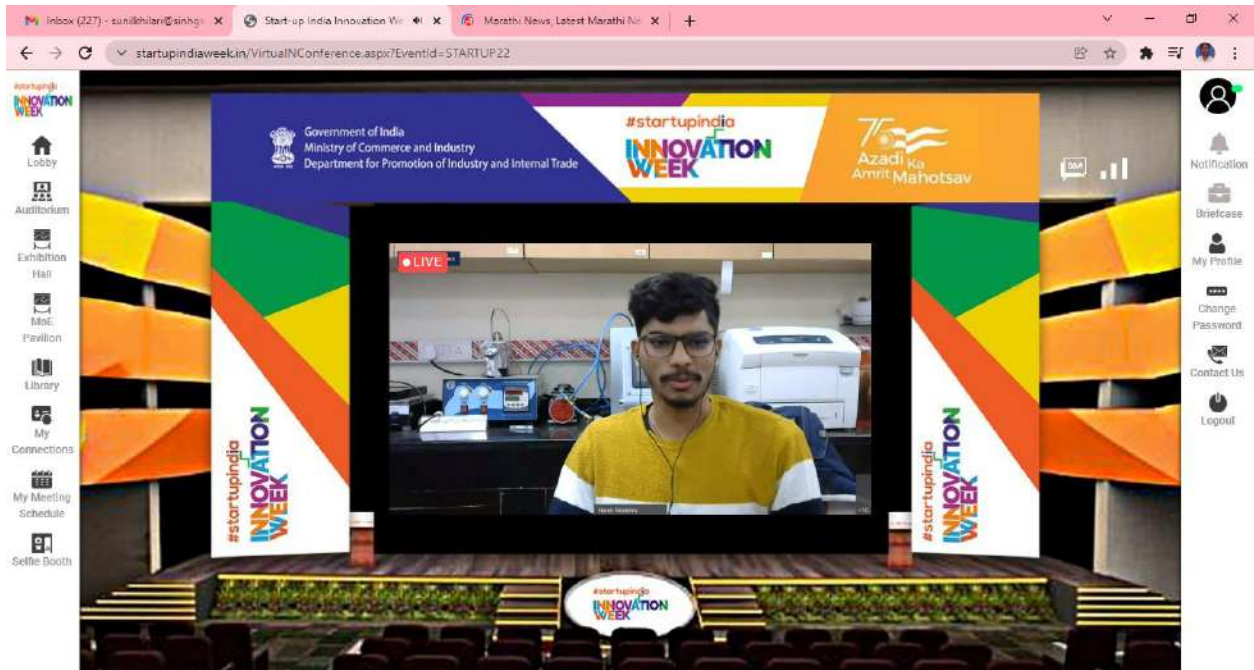 Inbox (227) - sunilkhilari@sinhg
Start-up India Innovation We
Marathi News, Latest Marathi Ne
startupindiaweek.in/VirtualNConference.aspx?EventId=STARTUP22
#startupindia
INNOVATION
WEEK
Lobby
Auditorium
Exhibition
Hall
MoE
Pavilion
Library
My
Connections
My Meeting
Schedule
Selfie Booth
Government of India
Ministry of Commerce and Industry
Department for Promotion of Industry and Internal Trade
#startupindia
INNOVATION
WEEK
75
Azadi Ka
Amrit Mahotsav
LIVE
#startupindia
INNOVATION
WEEK
#startupindia
INNOVATION
WEEK
#startupindia
INNOVATION
WEEK
Notification
Briefcase
My Profile
Change
Password
Contact Us
Logout